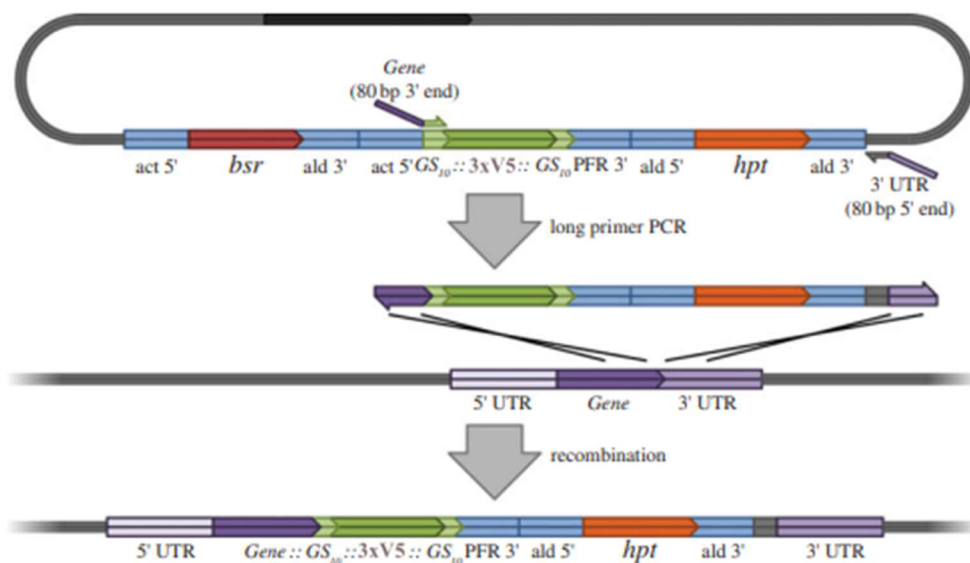 Gene
(80 bp 3' end)
act 5' bsr ald 3' act 5' GS₁₀::3xV5:: GS₁₀ PFR 3' ald 5' hpt ald 3'
3' UTR
(80 bp 5' end)
long primer PCR
5' UTR Gene 3' UTR
recombination
5' UTR Gene :: GS₁₀::3xV5 :: GS₁₀ PFR 3' ald 5' hpt ald 3' 3' UTR